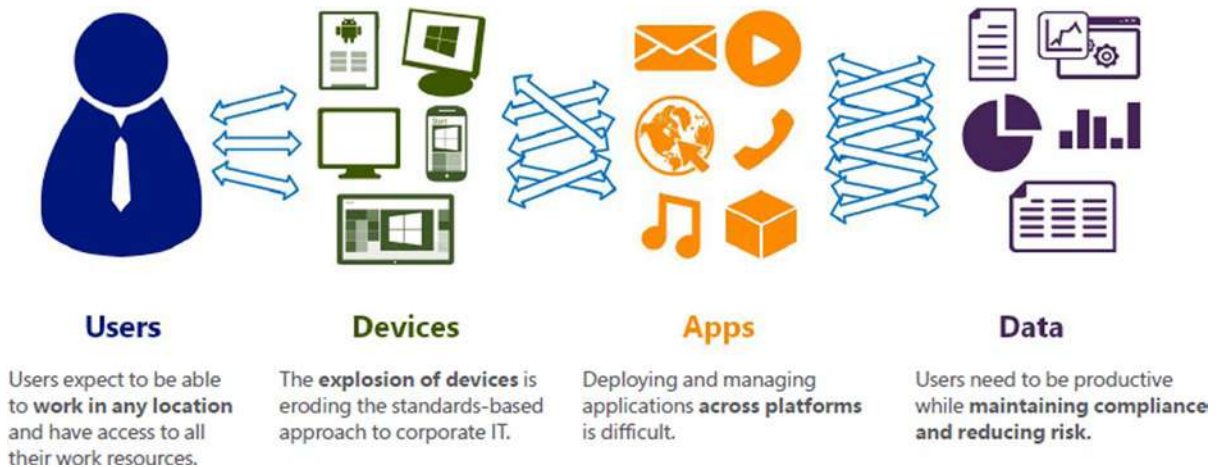 Start
Users
Devices
Apps
Data
Users expect to be able
to work in any location
and have access to all
their work resources.
The explosion of devices is
eroding the standards-based
approach to corporate IT.
Deploying and managing
applications across platforms
is difficult.
Users need to be productive
while maintaining compliance
and reducing risk.